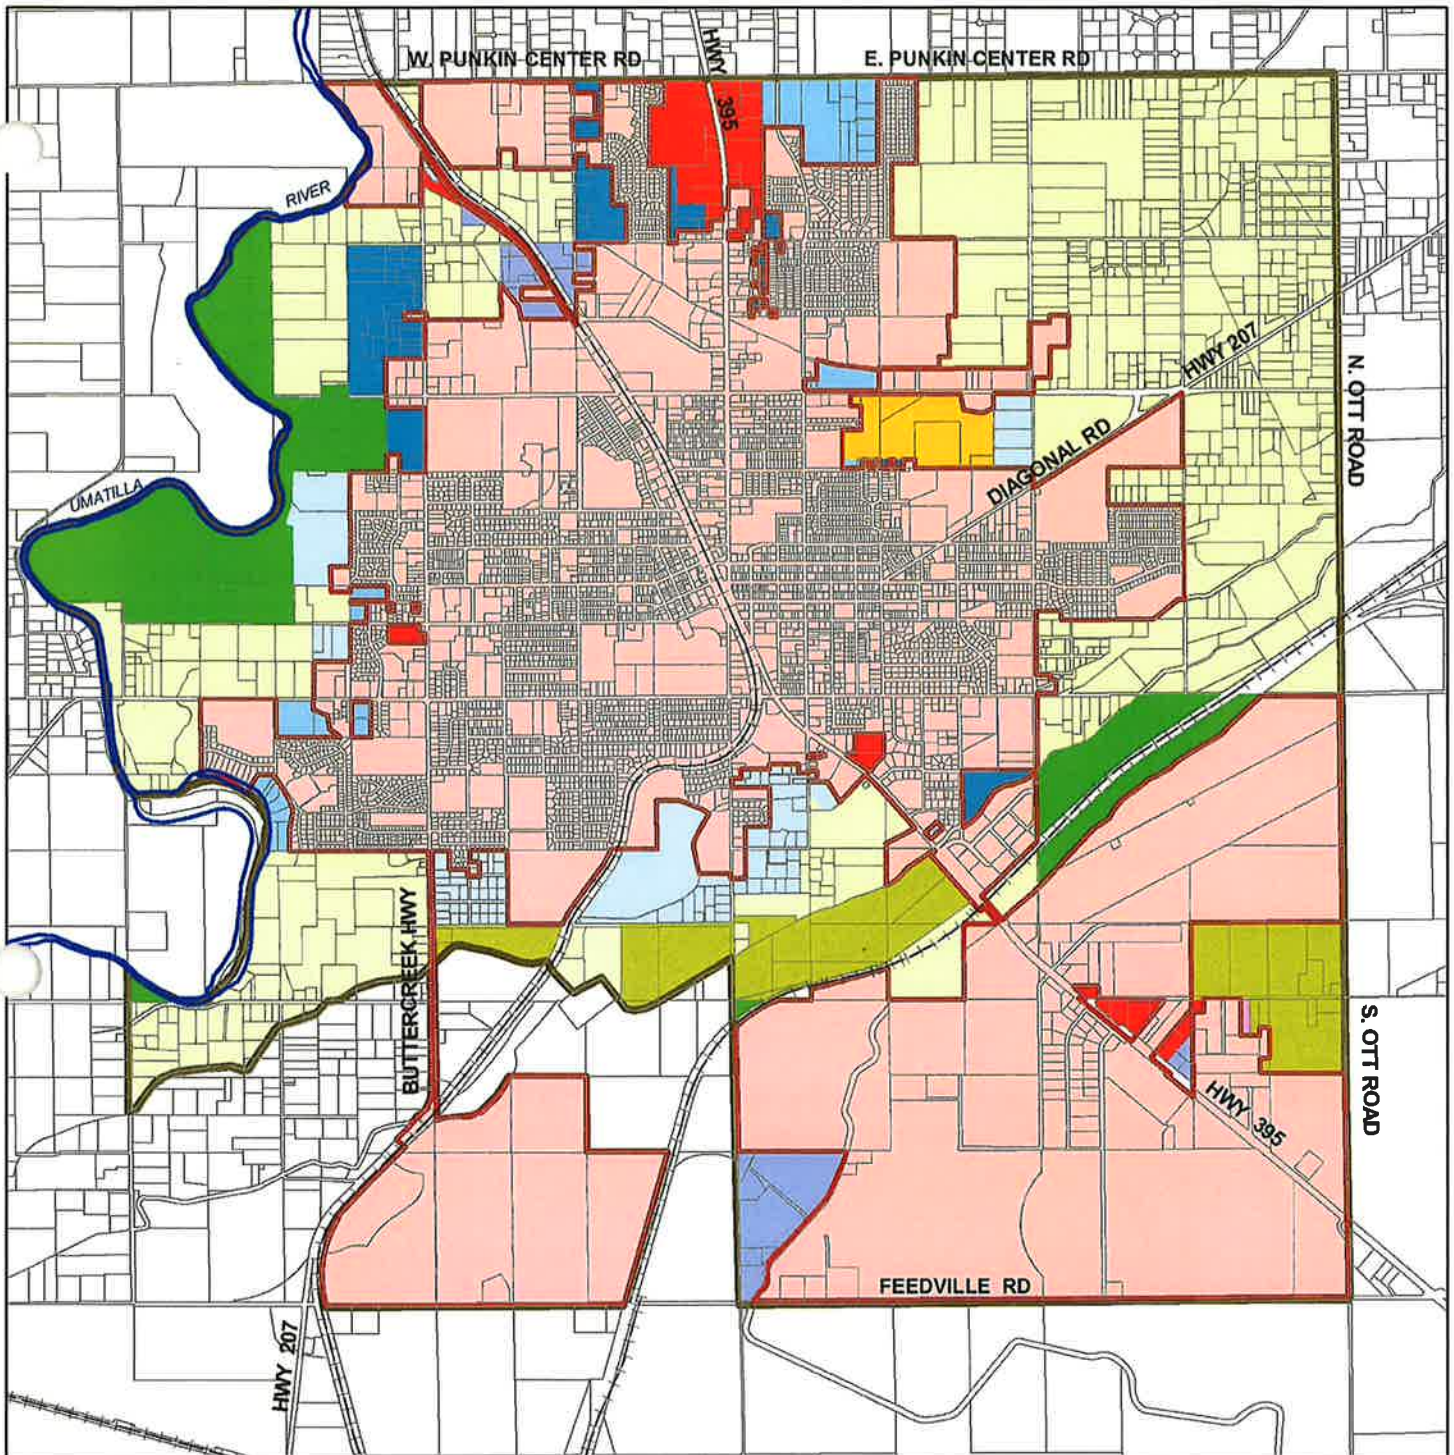 W. PUNKIN CENTER RD
HWY 395
E. PUNKIN CENTER RD
RIVER
HWY 207
N. OTT ROAD
DIAGONAL RD
UMATILLA
BUTTERCREEK HWY
S. OTT ROAD
HWY 395
FEEDVILLE RD
HWY 207